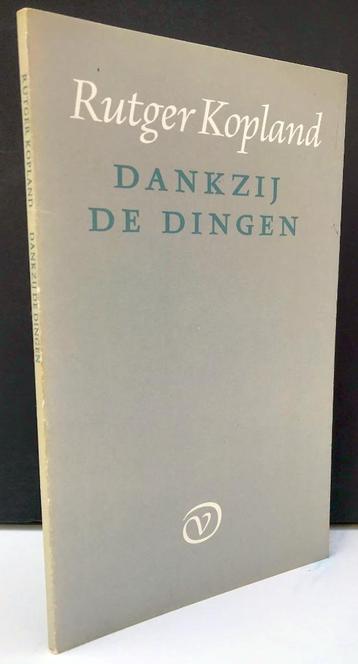 Rutger Kopland
DANKZIJ
DE DINGEN
V
RUTGER KOPLAND DANKZIJ DE DINGEN